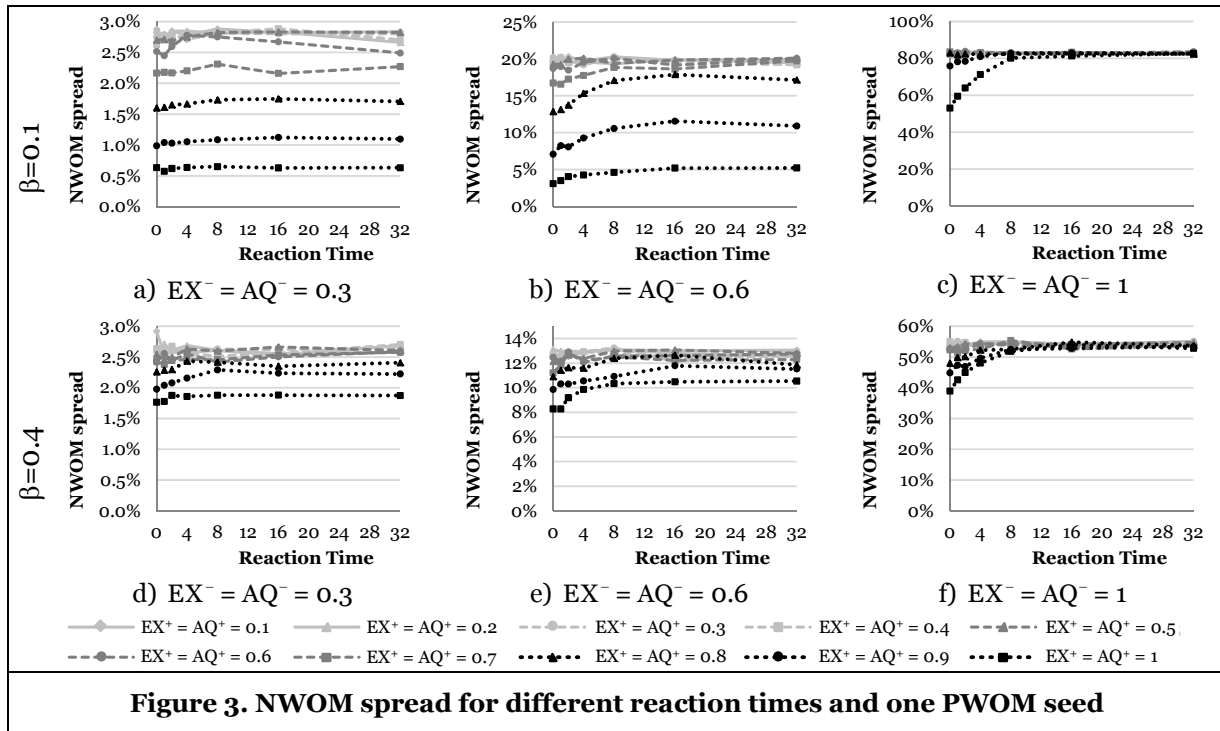 β=0.1
NWOM spread
3.0%
2.5%
2.0%
1.5%
1.0%
0.5%
0.0%
0 4 8 12 16 20 24 28 32
Reaction Time
a) EX⁻ = AQ⁻ = 0.3
NWOM spread
25%
20%
15%
10%
5%
0%
0 4 8 12 16 20 24 28 32
Reaction Time
b) EX⁻ = AQ⁻ = 0.6
NWOM spread
100%
80%
60%
40%
20%
0%
0 4 8 12 16 20 24 28 32
Reaction Time
c) EX⁻ = AQ⁻ = 1
β=0.4
NWOM spread
3.0%
2.5%
2.0%
1.5%
1.0%
0.5%
0.0%
0 4 8 12 16 20 24 28 32
Reaction Time
d) EX⁻ = AQ⁻ = 0.3
NWOM spread
14%
12%
10%
8%
6%
4%
2%
0%
0 4 8 12 16 20 24 28 32
Reaction Time
e) EX⁻ = AQ⁻ = 0.6
NWOM spread
60%
50%
40%
30%
20%
10%
0%
0 4 8 12 16 20 24 28 32
Reaction Time
f) EX⁻ = AQ⁻ = 1
EX⁺ = AQ⁺ = 0.1 EX⁺ = AQ⁺ = 0.2 EX⁺ = AQ⁺ = 0.3 EX⁺ = AQ⁺ = 0.4 EX⁺ = AQ⁺ = 0.5
EX⁺ = AQ⁺ = 0.6 EX⁺ = AQ⁺ = 0.7 EX⁺ = AQ⁺ = 0.8 EX⁺ = AQ⁺ = 0.9 EX⁺ = AQ⁺ = 1
Figure 3. NWOM spread for different reaction times and one PWOM seed